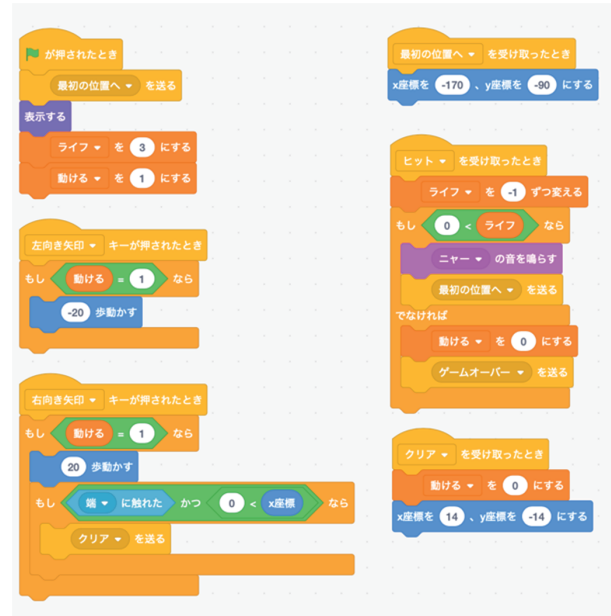 が押されたとき
最初の位置へ を送る
表示する
ライフ を 3 にする
動ける を 1 にする
左向き矢印 キーが押されたとき
もし 動ける = 1 なら
-20 歩動かす
右向き矢印 キーが押されたとき
もし 動ける = 1 なら
20 歩動かす
もし 端 に触れた かつ 0 < x座標 なら
クリア を送る
最初の位置へ を受け取ったとき
x座標を -170 、y座標を -90 にする
ヒット を受け取ったとき
ライフ を -1 ずつ変える
もし 0 < ライフ なら
ニャー の音を鳴らす
最初の位置へ を送る
でなければ
動ける を 0 にする
ゲームオーバー を送る
クリア を受け取ったとき
動ける を 0 にする
x座標を 14 、y座標を -14 にする